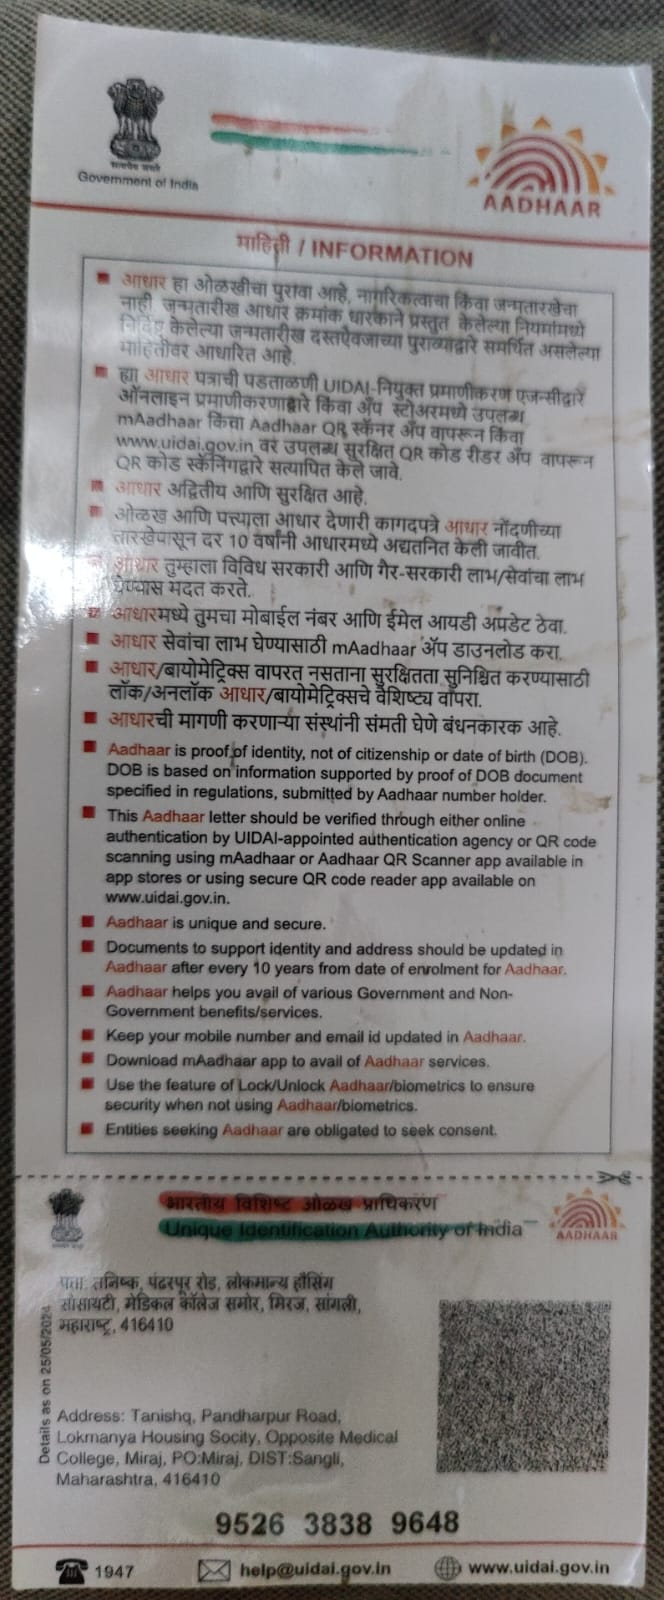 सत्यमेव जयते
Government of India
AADHAAR
माहिती / INFORMATION
आधार हा ओळखीचा पुरावा आहे, नागरिकत्वाचा किंवा जन्मतारखेचा
नाही. जन्मतारीख आधार क्रमांक धारकाने प्रस्तुत केलेल्या नियमांमध्ये
निर्दिष्ट केलेल्या जन्मतारीख दस्तऐवजाच्या पुराव्याद्वारे समर्थित असलेल्या
माहितीवर आधारित आहे.
ह्या आधार पत्राची पडताळणी UIDAI-नियुक्त प्रमाणीकरण एजन्सीद्वारे
ऑनलाइन प्रमाणीकरणाद्वारे किंवा अ‍ॅप स्टोअरमध्ये उपलब्ध
mAadhaar किंवा Aadhaar QR स्कॅनर अ‍ॅप वापरून किंवा
www.uidai.gov.in वर उपलब्ध सुरक्षित QR कोड रीडर अ‍ॅप वापरून
QR कोड स्कॅनिंगद्वारे सत्यापित केले जावे.
आधार अद्वितीय आणि सुरक्षित आहे.
ओळख आणि पत्त्याला आधार देणारी कागदपत्रे आधार नोंदणीच्या
तारखेपासून दर 10 वर्षांनी आधारमध्ये अद्यतनित केली जावीत.
आधार तुम्हाला विविध सरकारी आणि गैर-सरकारी लाभ/सेवांचा लाभ
घेण्यास मदत करते.
आधारमध्ये तुमचा मोबाईल नंबर आणि ईमेल आयडी अपडेट ठेवा.
आधार सेवांचा लाभ घेण्यासाठी mAadhaar अ‍ॅप डाउनलोड करा.
आधार/बायोमेट्रिक्स वापरत नसताना सुरक्षितता सुनिश्चित करण्यासाठी
लॉक/अनलॉक आधार/बायोमेट्रिक्सचे वैशिष्ट्य वापरा.
आधारची मागणी करणाऱ्या संस्थांनी संमती घेणे बंधनकारक आहे.
Aadhaar is proof of identity, not of citizenship or date of birth (DOB).
DOB is based on information supported by proof of DOB document
specified in regulations, submitted by Aadhaar number holder.
This Aadhaar letter should be verified through either online
authentication by UIDAI-appointed authentication agency or QR code
scanning using mAadhaar or Aadhaar QR Scanner app available in
app stores or using secure QR code reader app available on
www.uidai.gov.in.
Aadhaar is unique and secure.
Documents to support identity and address should be updated in
Aadhaar after every 10 years from date of enrolment for Aadhaar.
Aadhaar helps you avail of various Government and Non-
Government benefits/services.
Keep your mobile number and email id updated in Aadhaar.
Download mAadhaar app to avail of Aadhaar services.
Use the feature of Lock/Unlock Aadhaar/biometrics to ensure
security when not using Aadhaar/biometrics.
Entities seeking Aadhaar are obligated to seek consent.
भारतीय विशिष्ट ओळख प्राधिकरण
Unique Identification Authority of India
AADHAAR
Details as on 25/05/2024
पत्ता: तनिष्क, पंढरपूर रोड, लोकमान्य हौसिंग
सोसायटी, मेडिकल कॉलेज समोर, मिरज, सांगली,
महाराष्ट्र, 416410
Address: Tanishq, Pandharpur Road,
Lokmanya Housing Socity, Opposite Medical
College, Miraj, PO:Miraj, DIST:Sangli,
Maharashtra, 416410
9526 3838 9648
1947
help@uidai.gov.in
www.uidai.gov.in